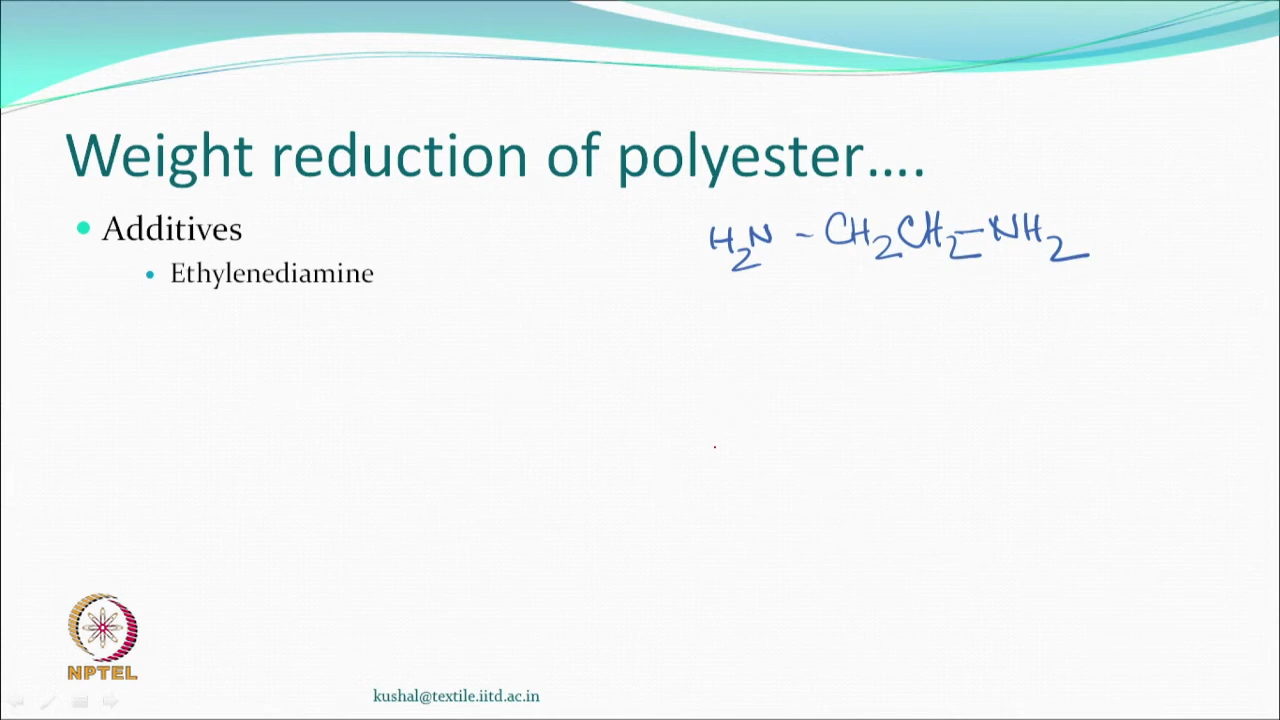 Weight reduction of polyester....
Additives
H2N - CH2CH2-NH2
Ethylenediamine
NPTEL
kushal@textile.iitd.ac.in